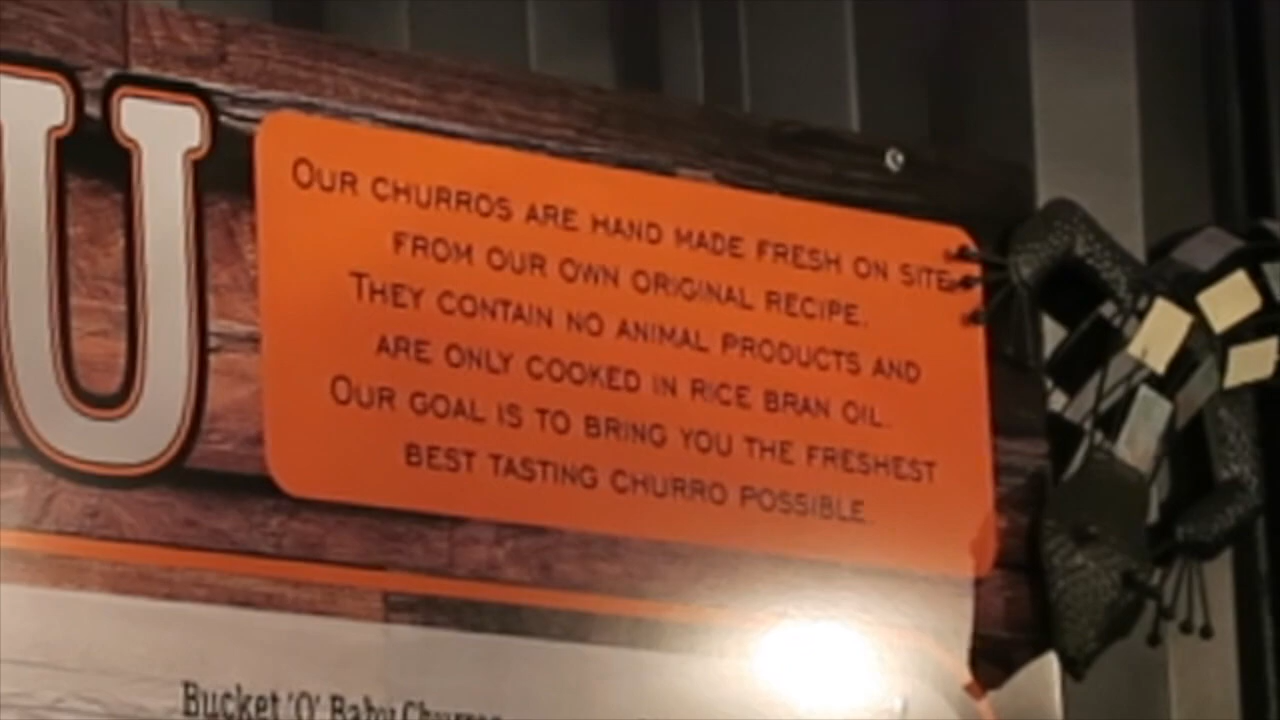 U
OUR CHURROS ARE HAND MADE FRESH ON SITE
FROM OUR OWN ORIGINAL RECIPE.
THEY CONTAIN NO ANIMAL PRODUCTS AND
ARE ONLY COOKED IN RICE BRAN OIL.
OUR GOAL IS TO BRING YOU THE FRESHEST
BEST TASTING CHURRO POSSIBLE.
Bucket 'O' Baby Churros